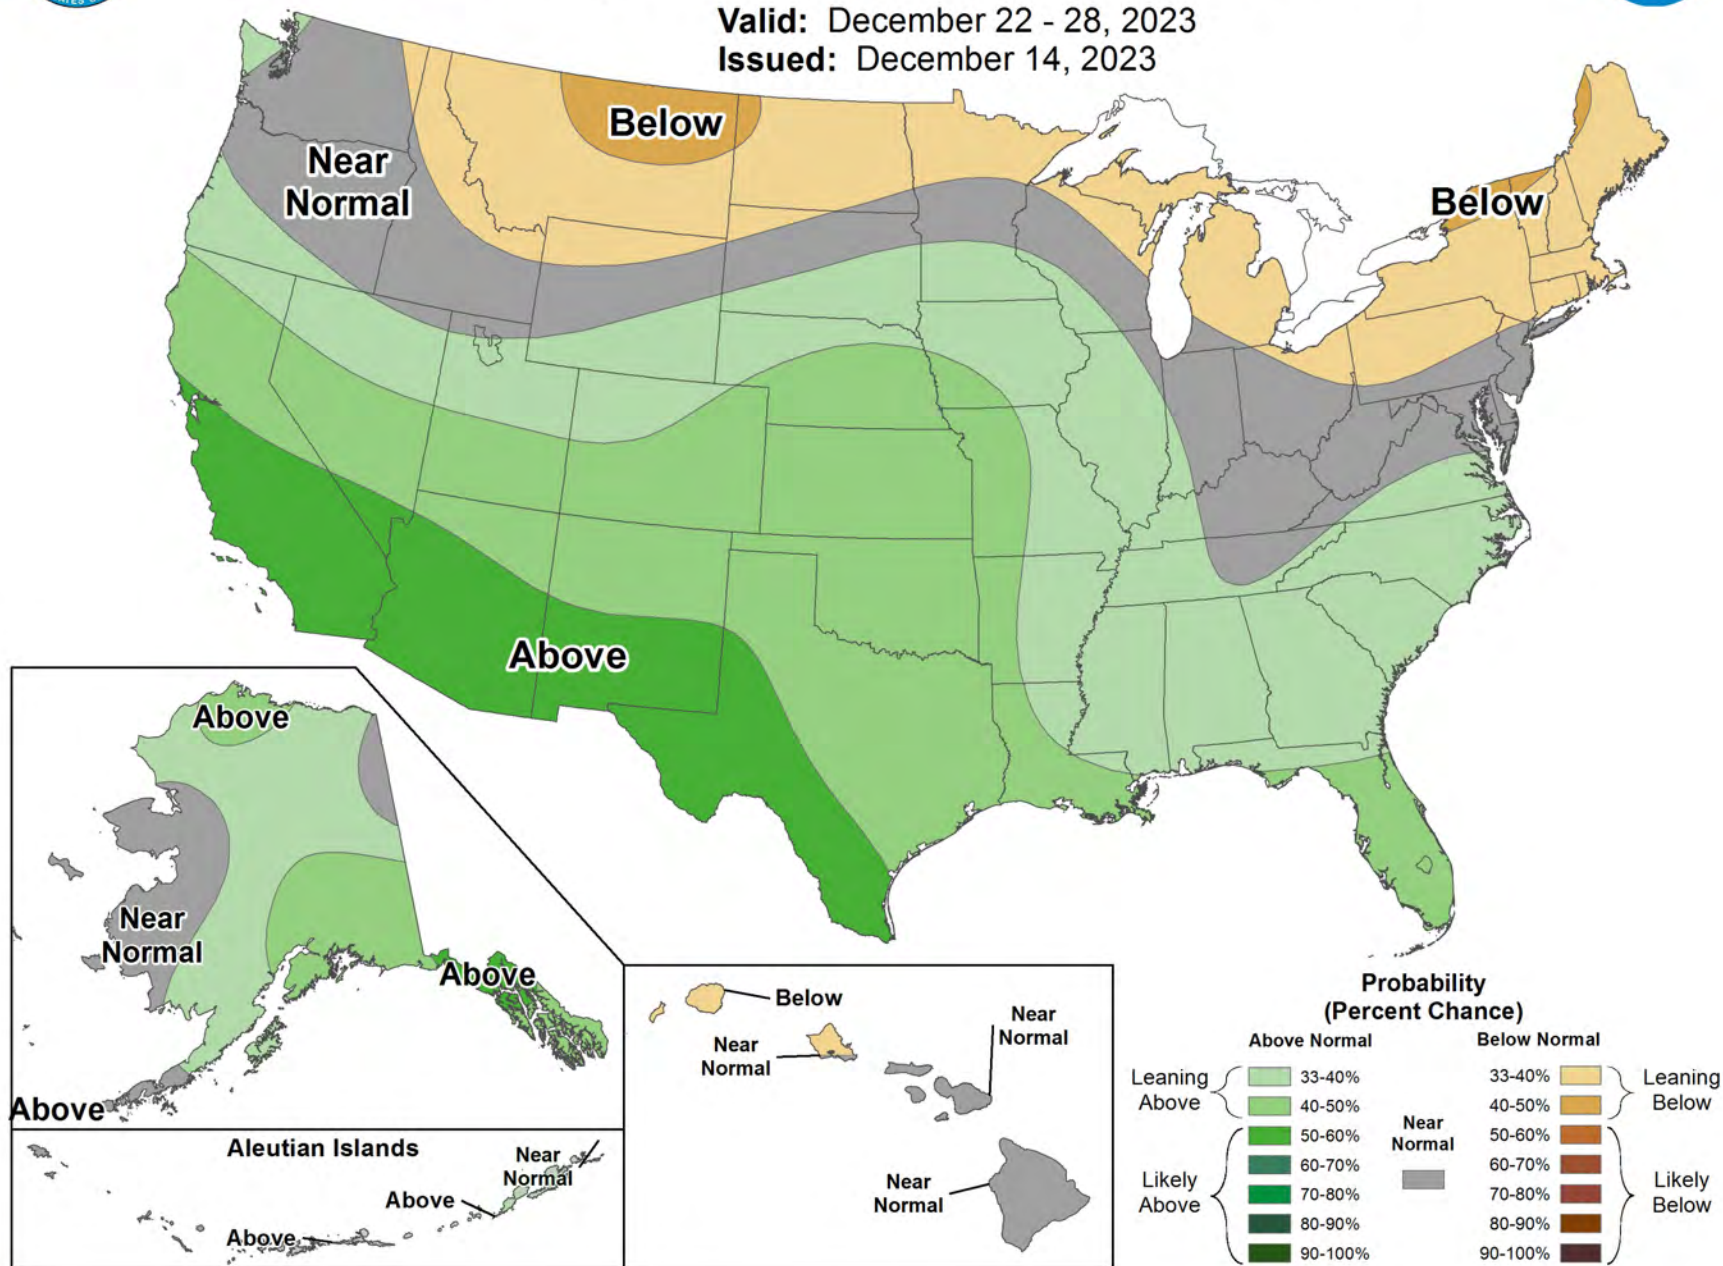 Valid: December 22 - 28, 2023
Issued: December 14, 2023
Below
Near
Normal
Below
Above
Above
Near
Normal
Above
Above
Aleutian Islands
Near
Normal
Above
Above
Below
Near
Normal
Near
Normal
Near
Normal
Probability
(Percent Chance)
Above Normal
Below Normal
Leaning
Above
33-40%
40-50%
Likely
Above
50-60%
60-70%
70-80%
80-90%
90-100%
Near
Normal
33-40%
40-50%
Leaning
Below
50-60%
60-70%
70-80%
80-90%
90-100%
Likely
Below